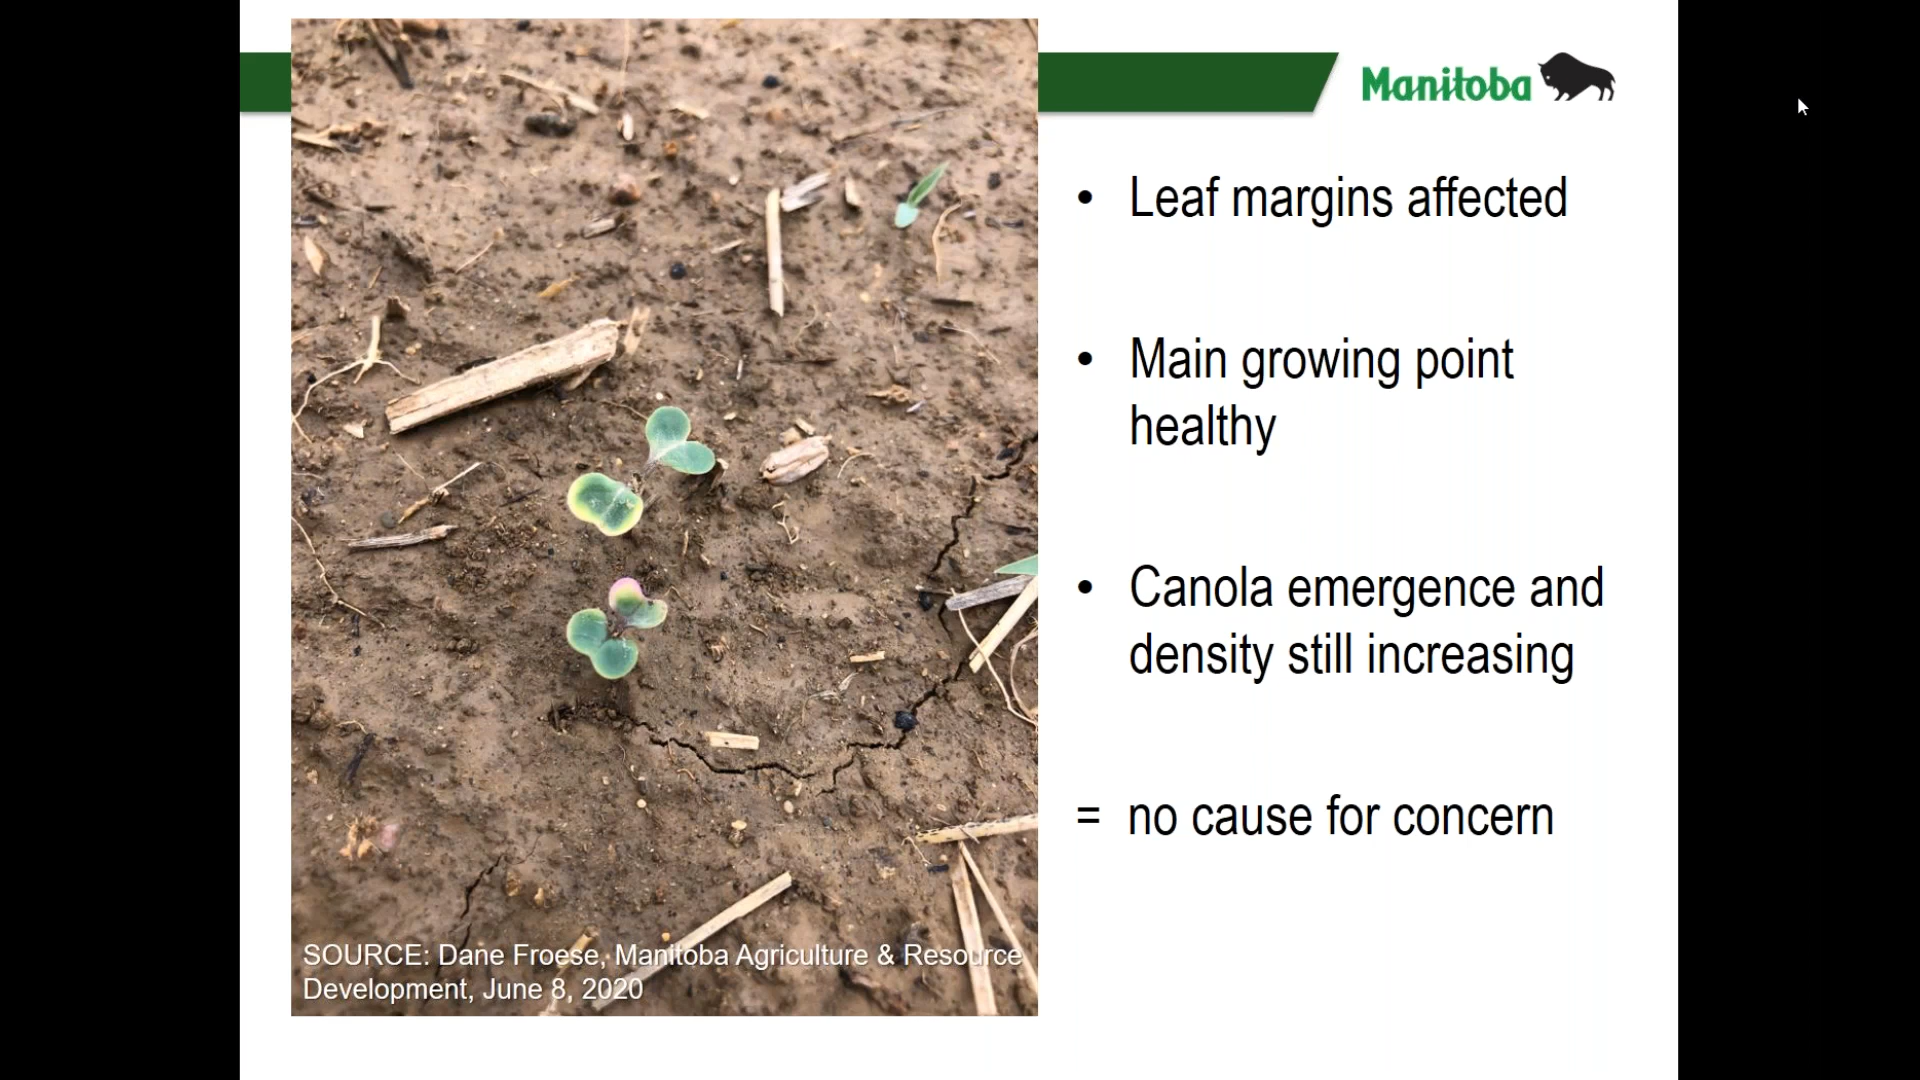 Manitoba
• Leaf margins affected
• Main growing point
healthy
• Canola emergence and
density still increasing
= no cause for concern
SOURCE: Dane Froese, Manitoba Agriculture & Resource
Development, June 8, 2020